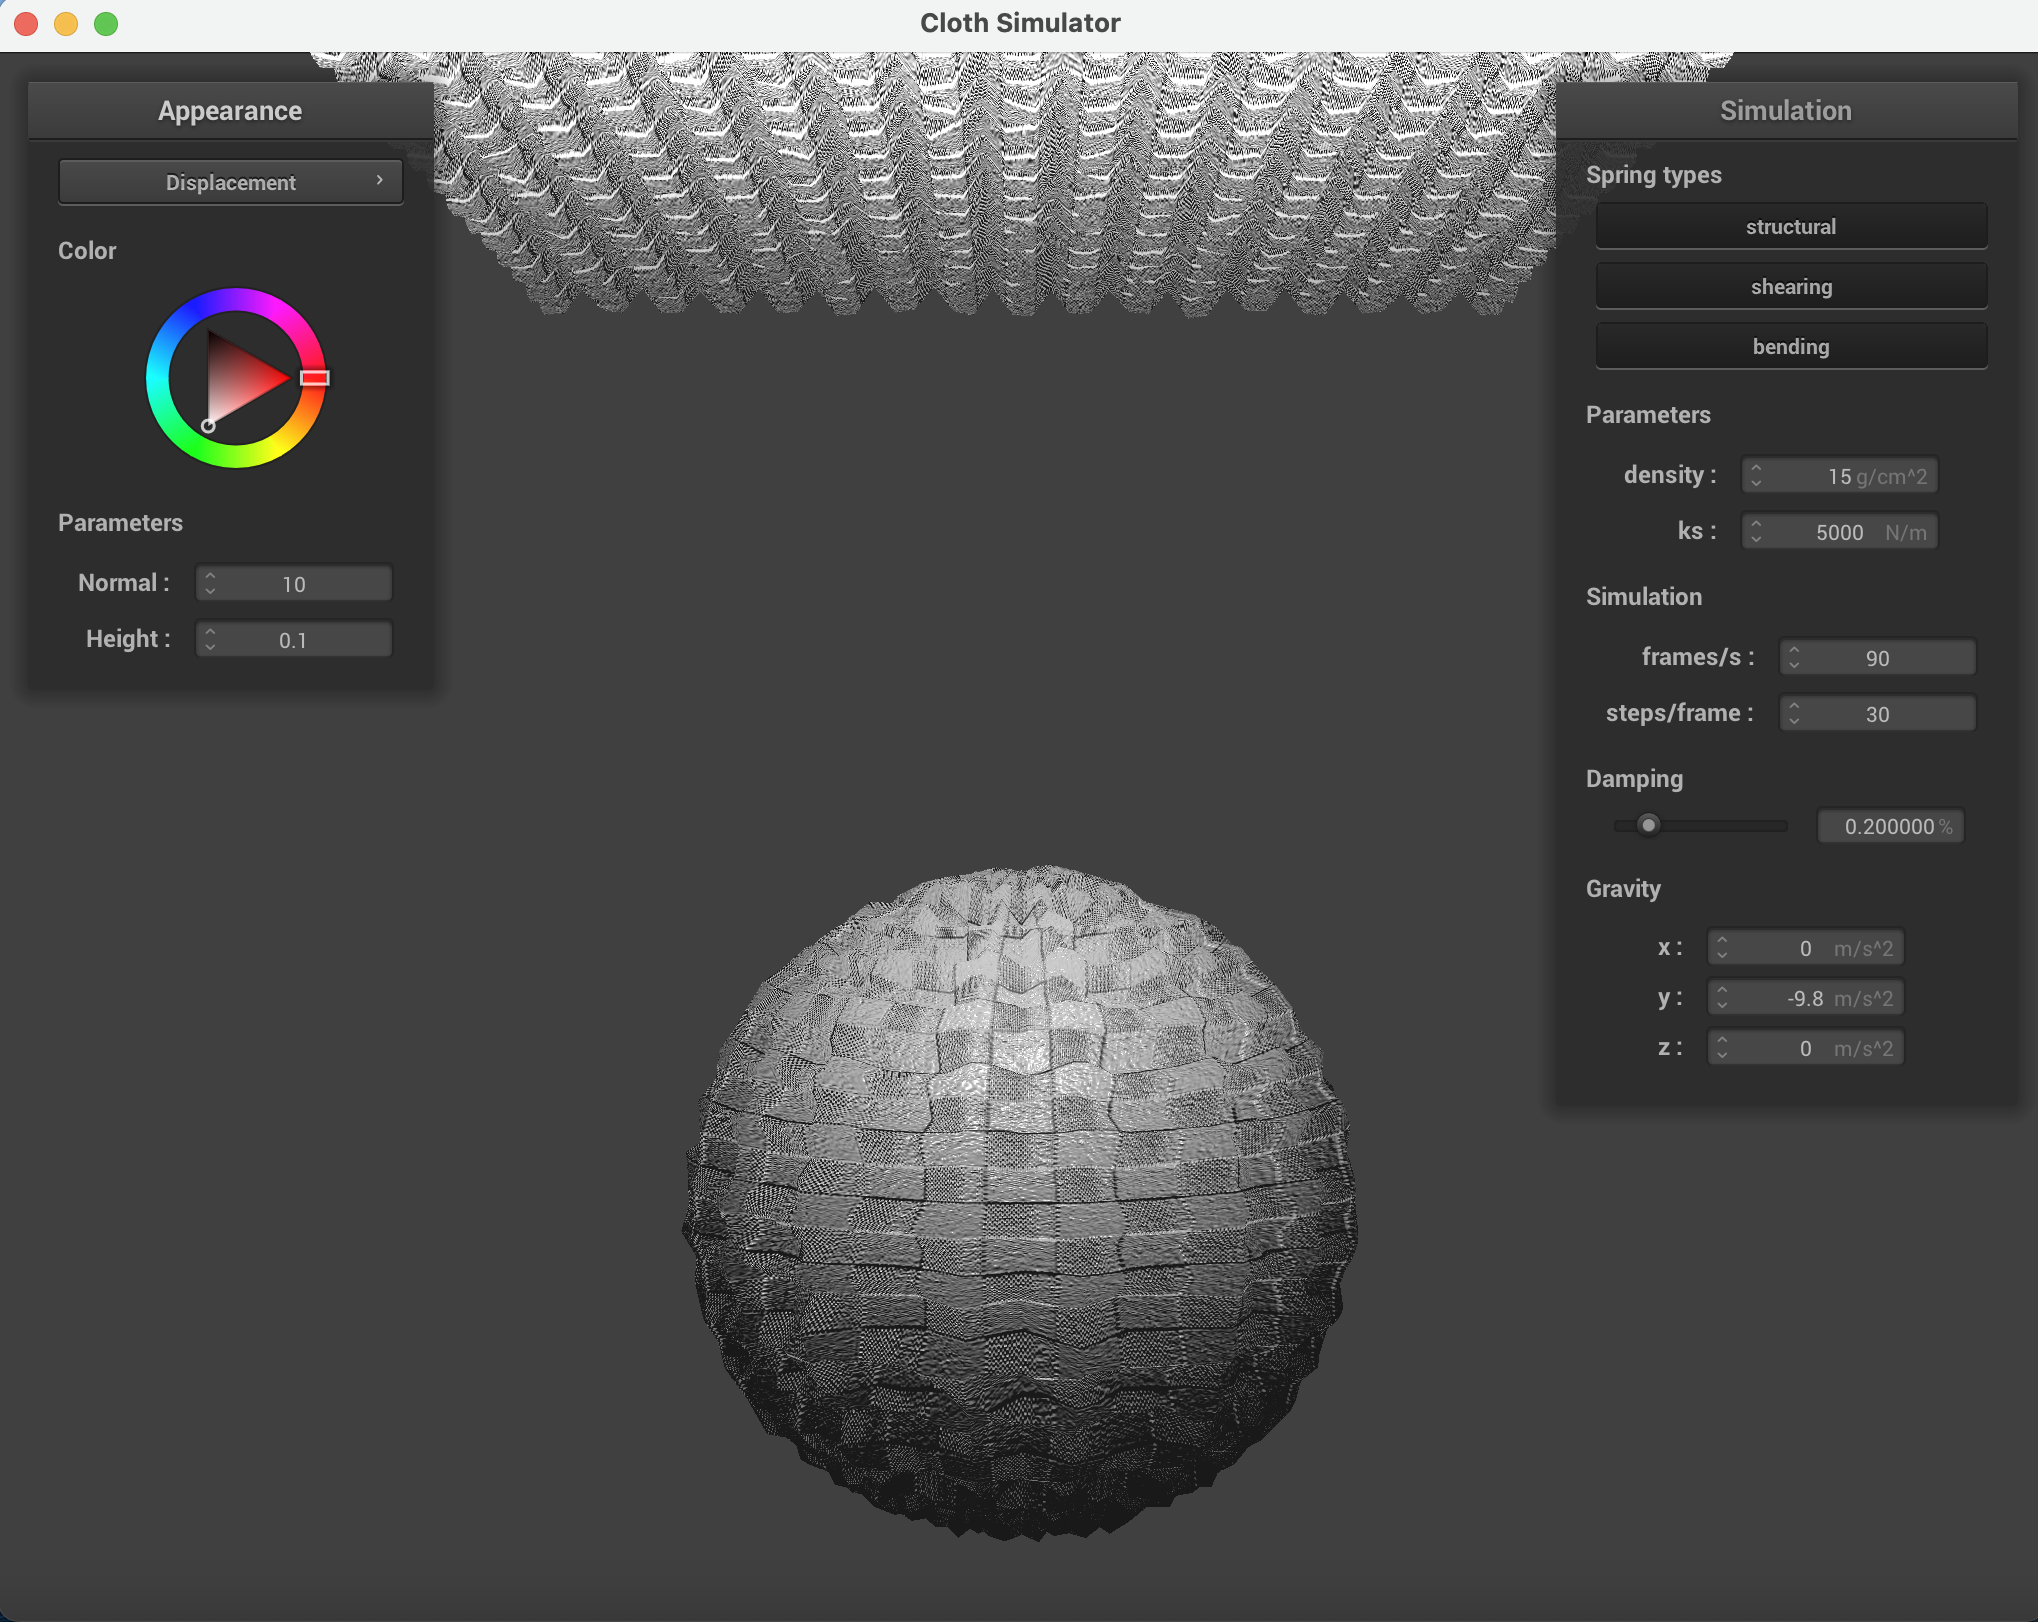 Cloth Simulator
Appearance
Displacement
Color
Parameters
Normal : 10
Height : 0.1
Simulation
Spring types
structural
shearing
bending
Parameters
density : 15 g/cm^2
ks : 5000 N/m
Simulation
frames/s : 90
steps/frame : 30
Damping
0.200000 %
Gravity
x : 0 m/s^2
y : -9.8 m/s^2
z : 0 m/s^2